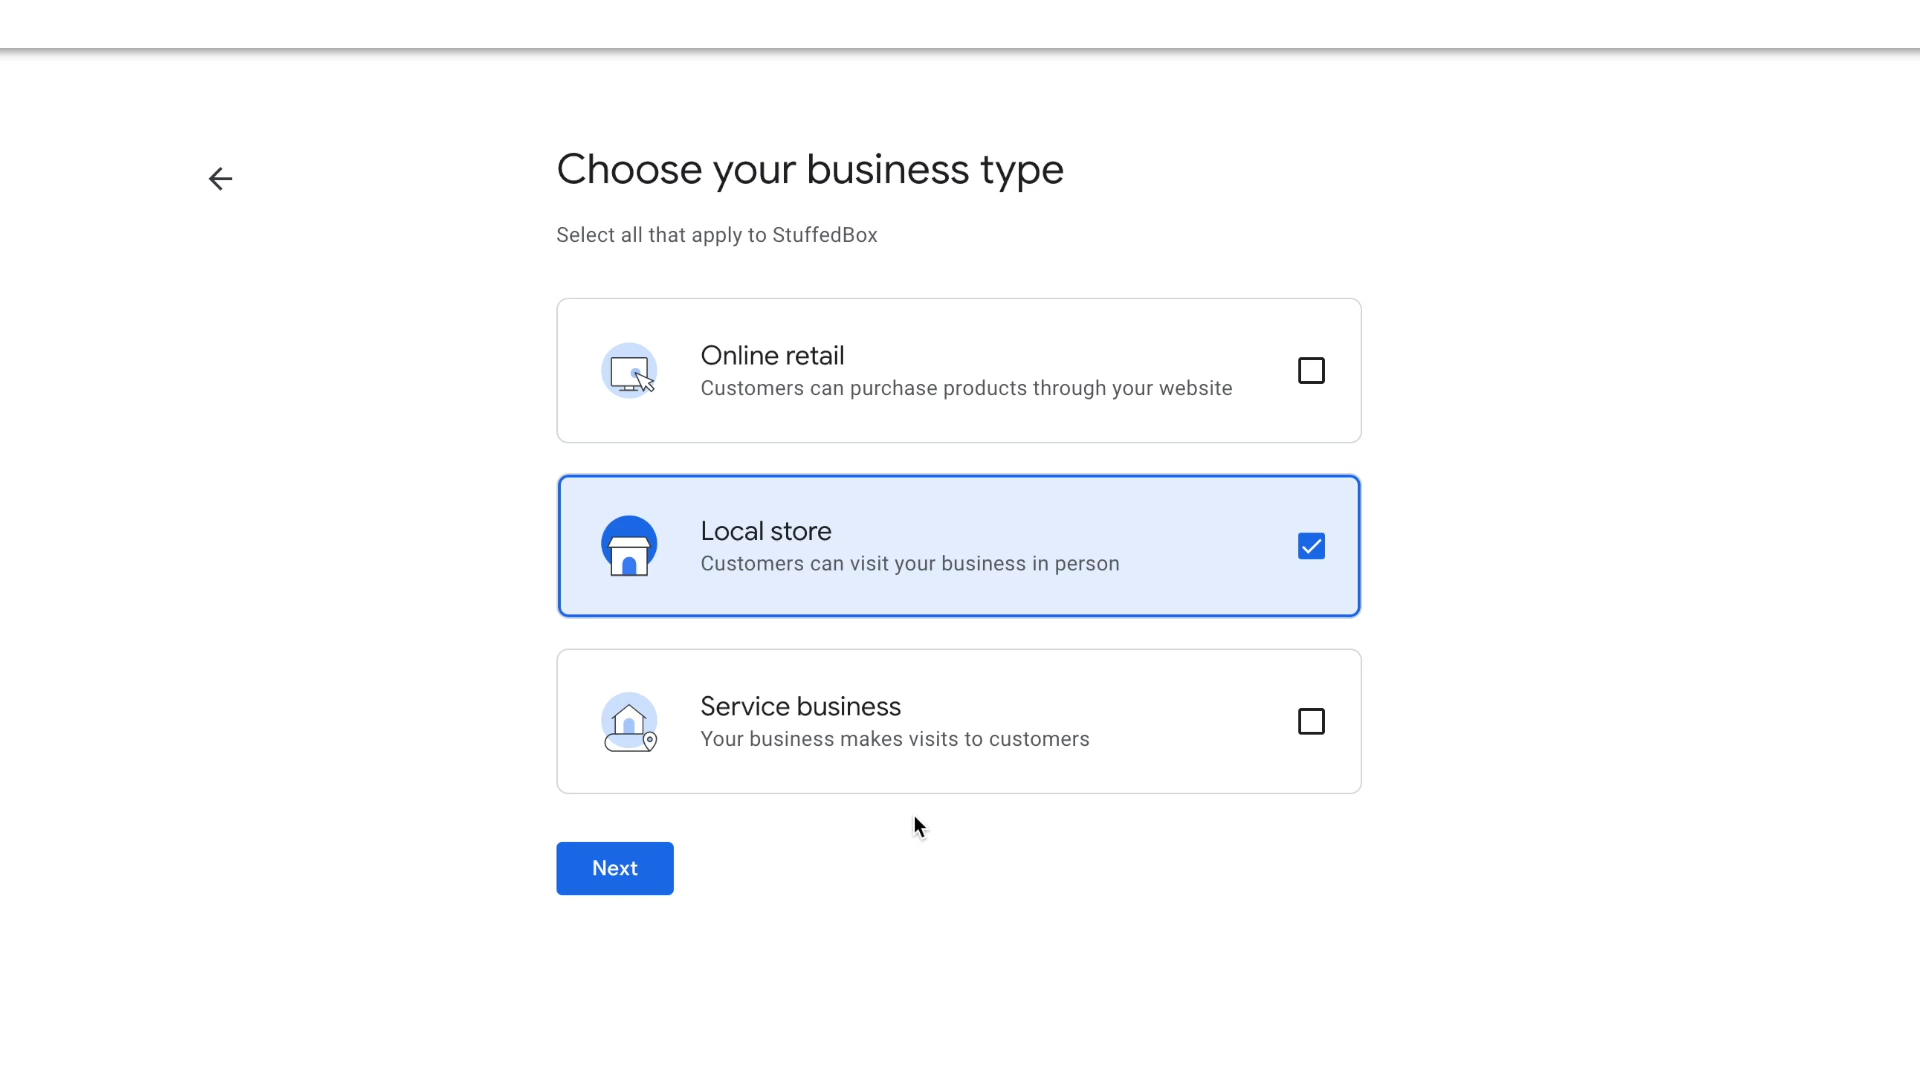 Choose your business type
Select all that apply to StuffedBox
Online retail
Customers can purchase products through your website
Local store
Customers can visit your business in person
Service business
Your business makes visits to customers
Next